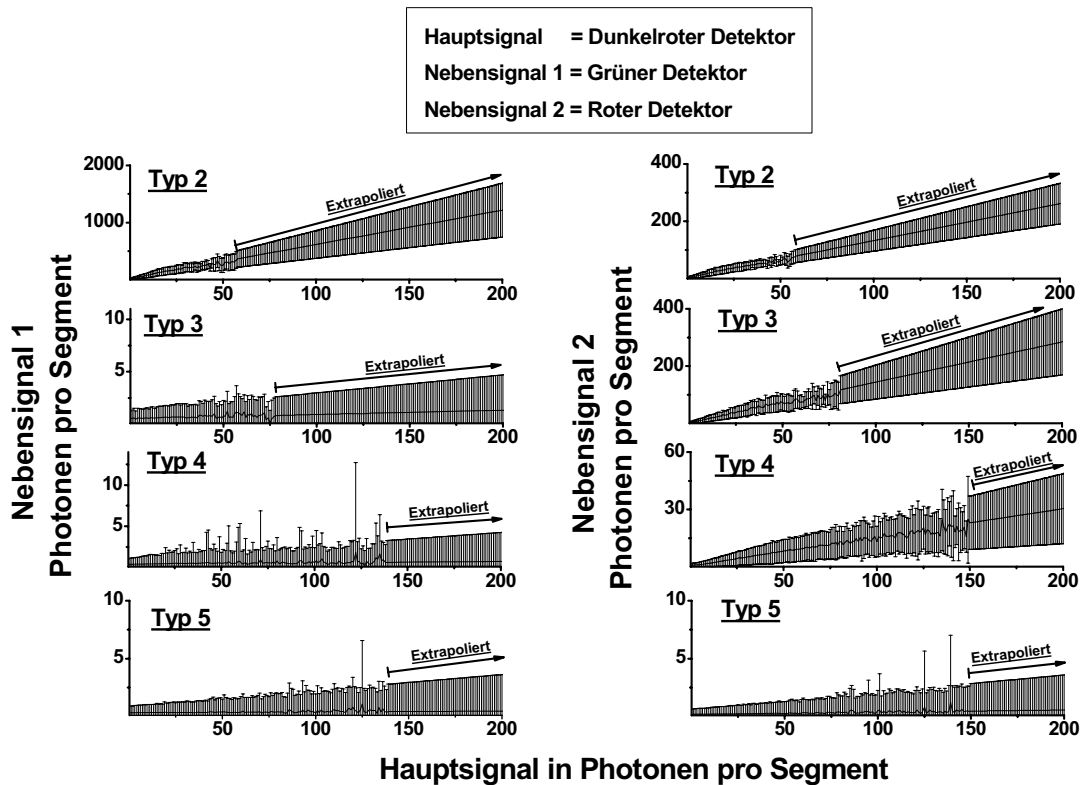 Hauptsignal = Dunkelroter Detektor
Nebensignal 1 = Grüner Detektor
Nebensignal 2 = Roter Detektor
Nebensignal 1
Photonen pro Segment
2000
1000
0
Typ 2
Extrapoliert
50
100
150
200
10
5
Typ 3
Extrapoliert
50
100
150
200
10
5
Typ 4
Extrapoliert
50
100
150
200
10
5
Typ 5
Extrapoliert
50
100
150
200
Nebensignal 2
Photonen pro Segment
400
200
0
Typ 2
Extrapoliert
50
100
150
200
400
200
0
Typ 3
Extrapoliert
50
100
150
200
60
30
Typ 4
Extrapoliert
50
100
150
200
10
5
Typ 5
Extrapoliert
50
100
150
200
Hauptsignal in Photonen pro Segment